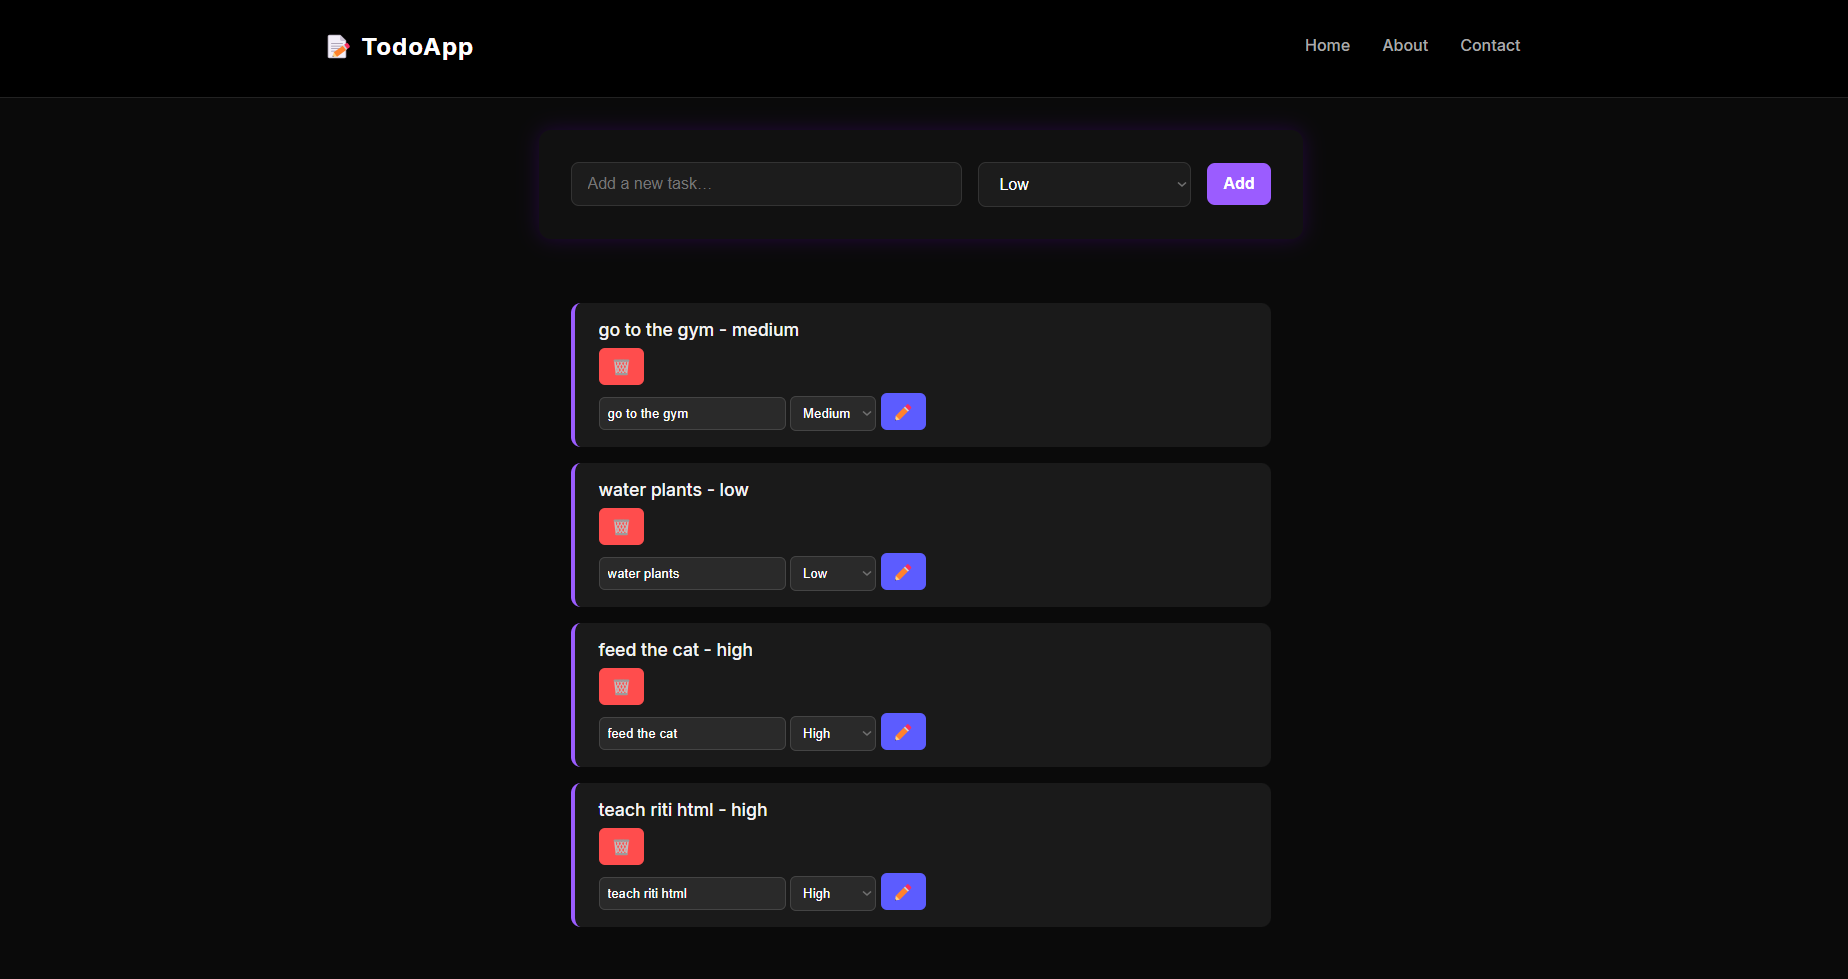 TodoApp
Home About Contact
Add a new task... Low Add
go to the gym - medium
go to the gym Medium
water plants - low
water plants Low
feed the cat - high
feed the cat High
teach riti html - high
teach riti html High